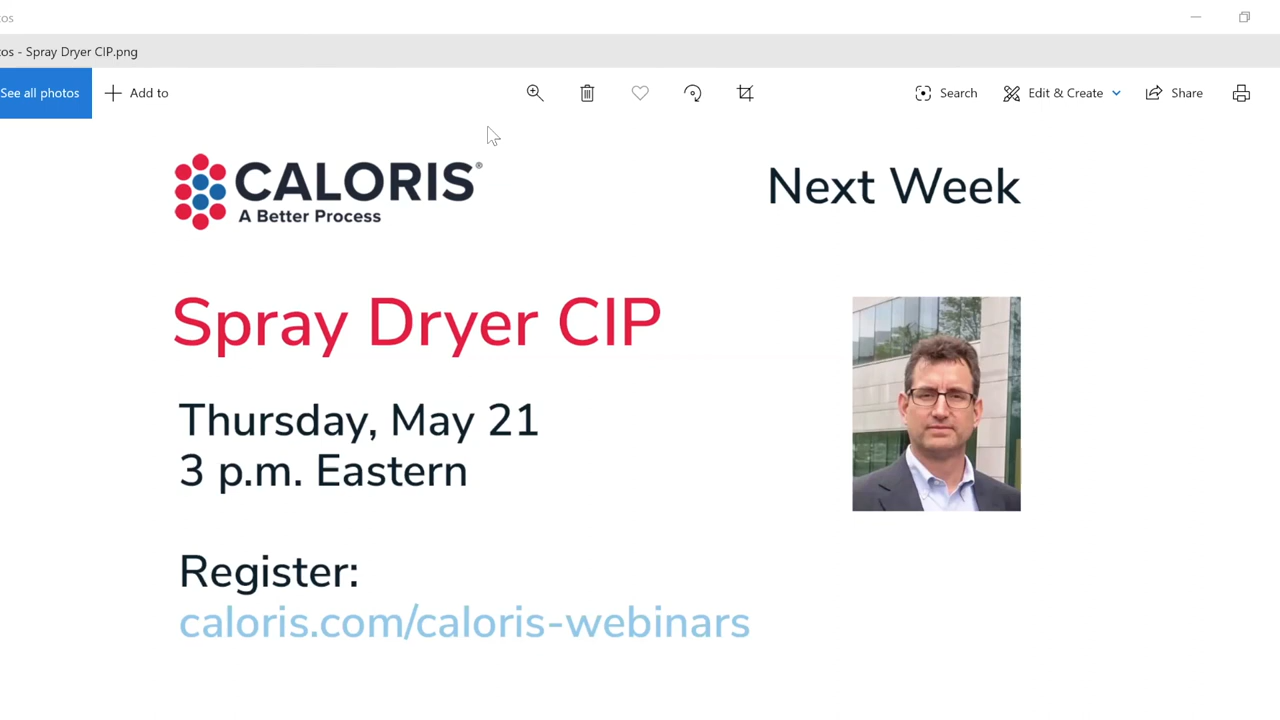 os
os - Spray Dryer CIP.png
See all photos
Add to
Search
Edit & Create
Share
CALORIS®
A Better Process
Next Week
Spray Dryer CIP
Thursday, May 21
3 p.m. Eastern
Register:
caloris.com/caloris-webinars